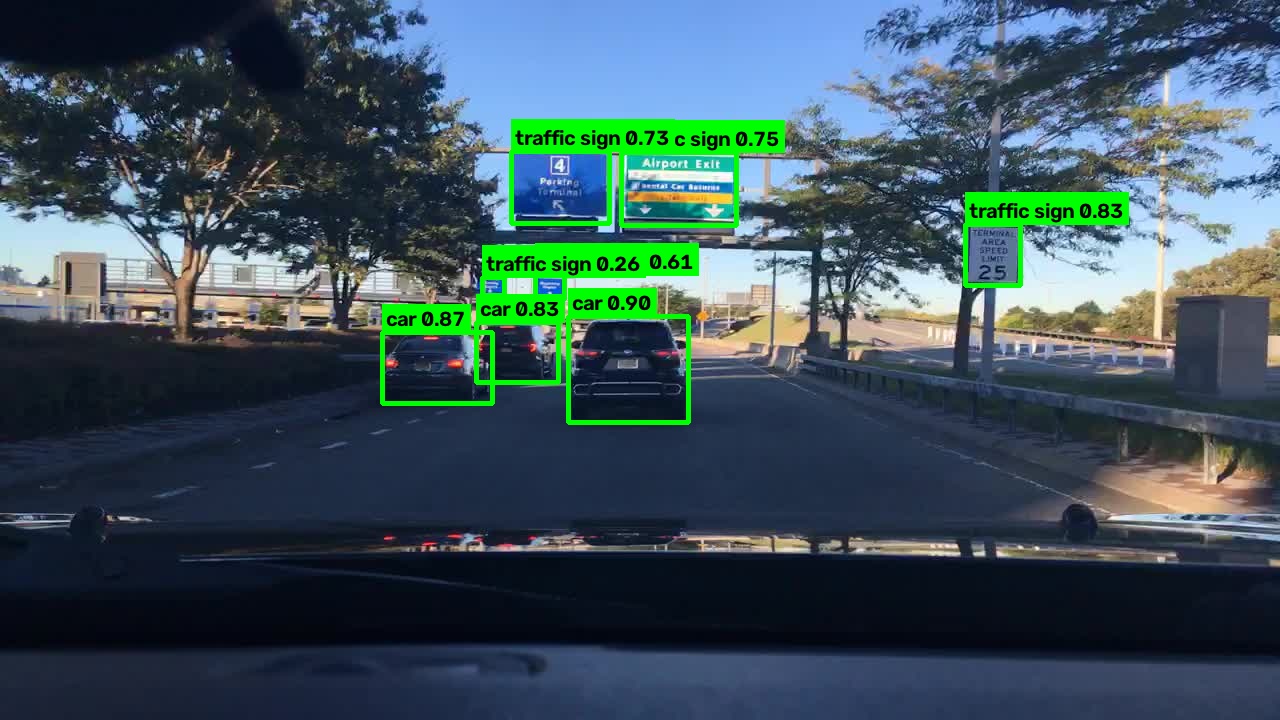 traffic sign 0.73
c sign 0.75
4
Parking
Terminal
Airport Exit
Rental Car Returns
traffic sign 0.83
TERMINAL
AREA
SPEED
LIMIT
25
traffic sign 0.26
0.61
car 0.87
car 0.83
car 0.90